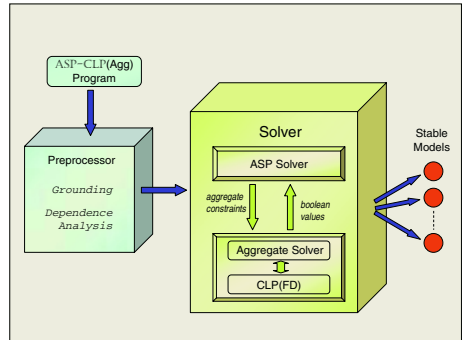 ASP-CLP(Agg)
Program
Preprocessor
Grounding
Dependence
Analysis
Solver
ASP Solver
aggregate
constraints
boolean
values
Aggregate Solver
CLP(FD)
Stable
Models